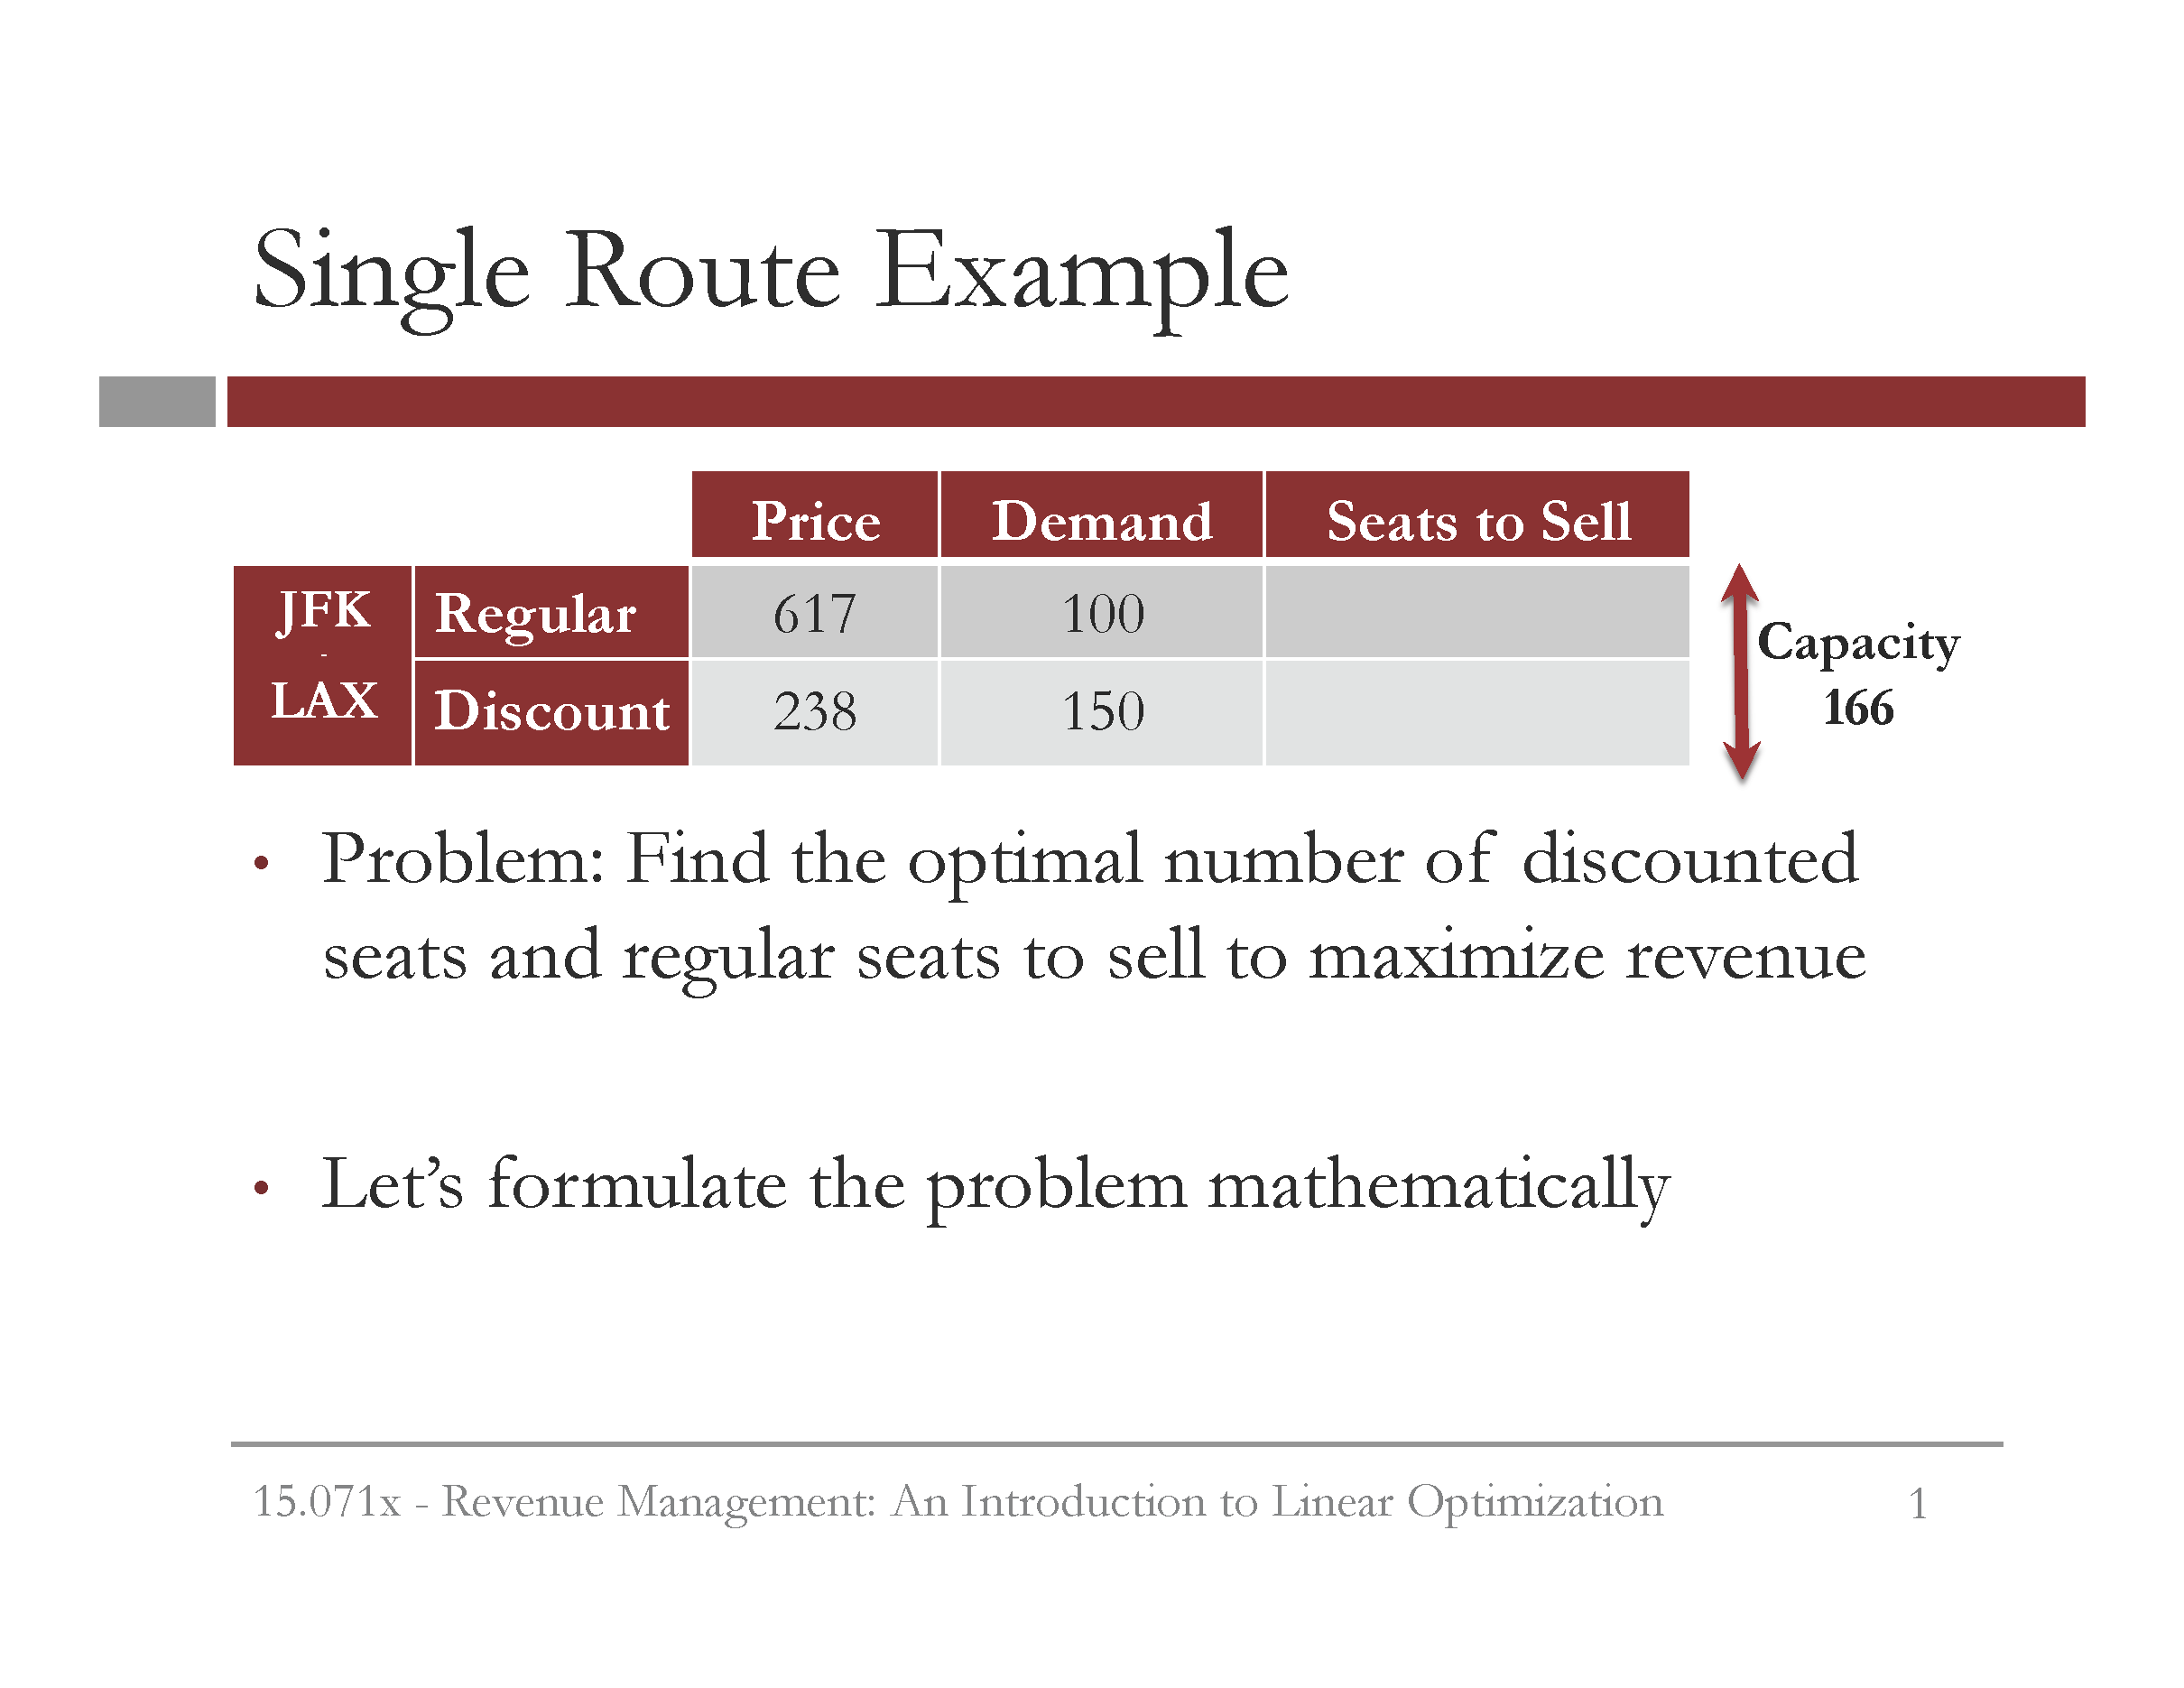 Single Route Example
Price Demand Seats to Sell
JFK
-
LAX
Regular 617 100
Discount 238 150
Capacity
166
• Problem: Find the optimal number of discounted
seats and regular seats to sell to maximize revenue
• Let’s formulate the problem mathematically
15.071x - Revenue Management: An Introduction to Linear Optimization 1